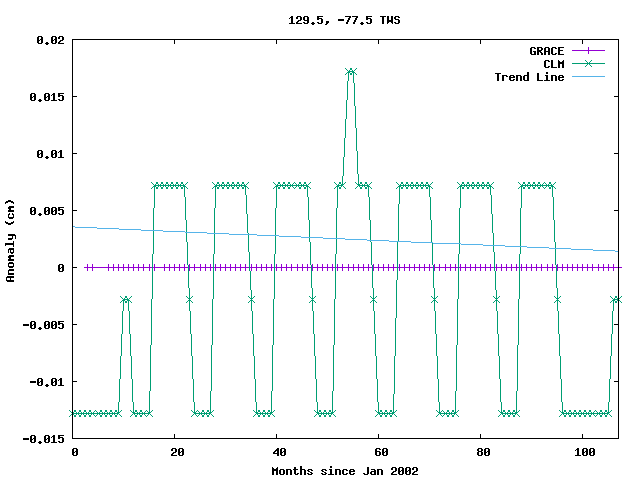 129.5, -77.5 TWS
GRACE
CLM
Trend Line
0.02
0.015
0.01
0.005
0
-0.005
-0.01
-0.015
Anomaly (cm)
0 20 40 60 80 100
Months since Jan 2002